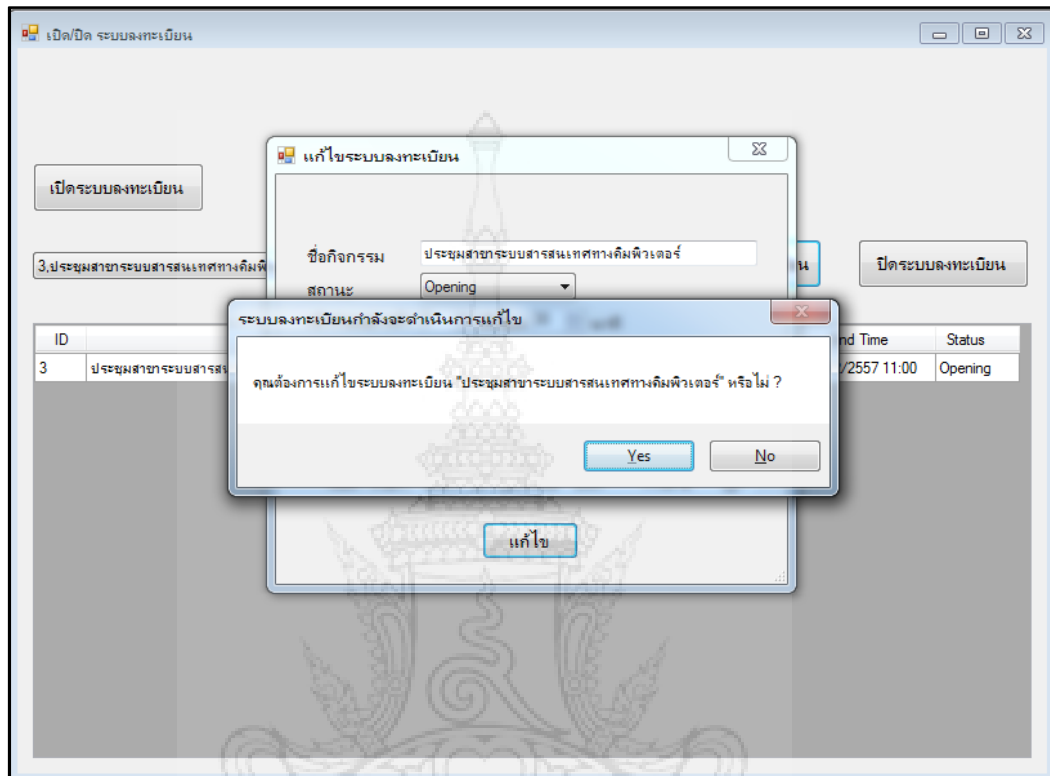 เปิด/ปิด ระบบลงทะเบียน
แก้ไขระบบลงทะเบียน
เปิดระบบลงทะเบียน
ชื่อกิจกรรม ประชุมสาขาระบบสารสนเทศทางคิมพิวเตอร์
3,ประชุมสาขาระบบสารสนเทศทางคิมพิ
ปิดระบบลงทะเบียน
สถานะ Opening
ระบบลงทะเบียนกำลังจะดำเนินการแก้ไข
ID nd Time Status
3 ประชุมสาขาระบบสารส /2557 11:00 Opening
คุณต้องการแก้ไขระบบลงทะเบียน "ประชุมสาขาระบบสารสนเทศทางคิมพิวเตอร์" หรือไม่ ?
Yes No
แก้ไข